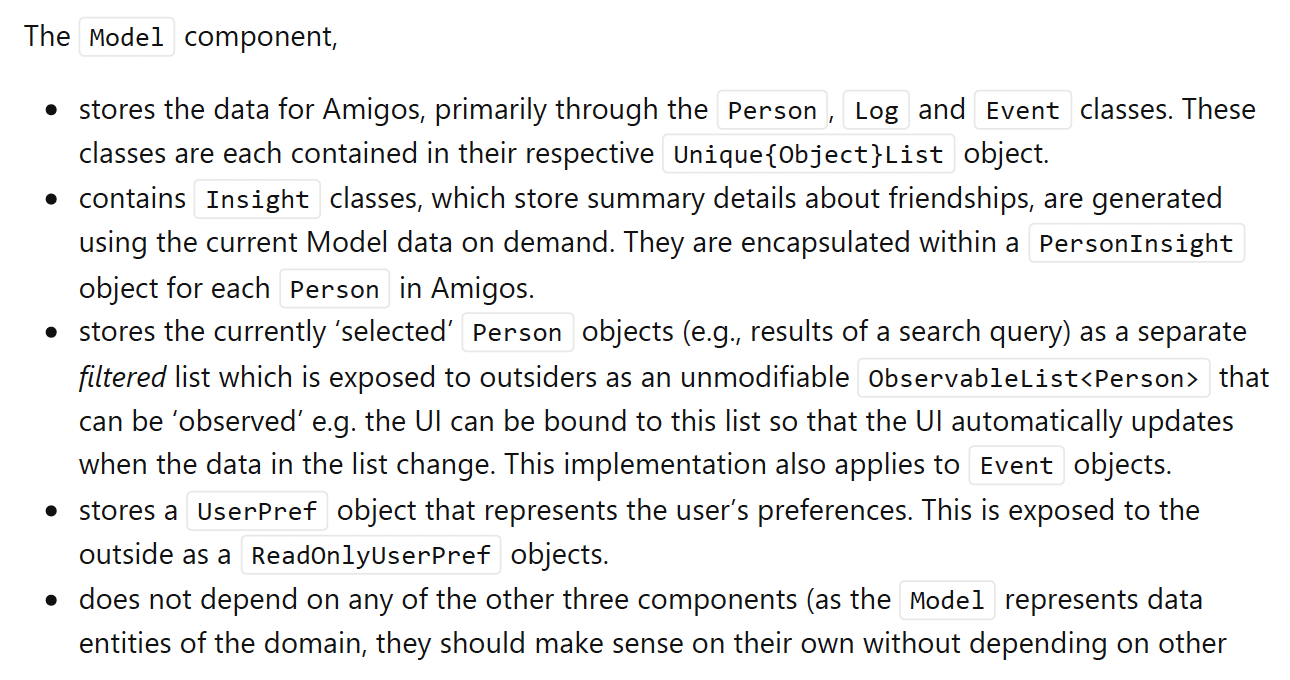 The Model component,
• stores the data for Amigos, primarily through the Person, Log and Event classes. These
classes are each contained in their respective Unique{Object}List object.
• contains Insight classes, which store summary details about friendships, are generated
using the current Model data on demand. They are encapsulated within a PersonInsight
object for each Person in Amigos.
• stores the currently ‘selected’ Person objects (e.g., results of a search query) as a separate
filtered list which is exposed to outsiders as an unmodifiable ObservableList<Person> that
can be ‘observed’ e.g. the UI can be bound to this list so that the UI automatically updates
when the data in the list change. This implementation also applies to Event objects.
• stores a UserPref object that represents the user’s preferences. This is exposed to the
outside as a ReadOnlyUserPref objects.
• does not depend on any of the other three components (as the Model represents data
entities of the domain, they should make sense on their own without depending on other